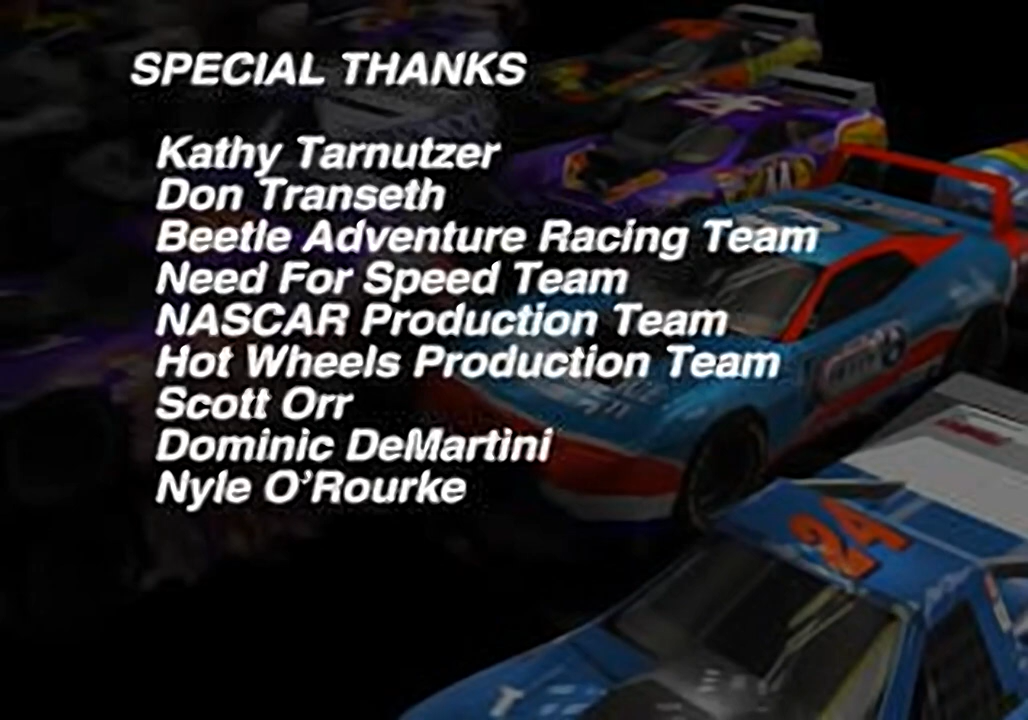 SPECIAL THANKS
Kathy Tarnutzer
Don Transeth
Beetle Adventure Racing Team
Need For Speed Team
NASCAR Production Team
Hot Wheels Production Team
Scott Orr
Dominic DeMartini
Nyle O'Rourke
24